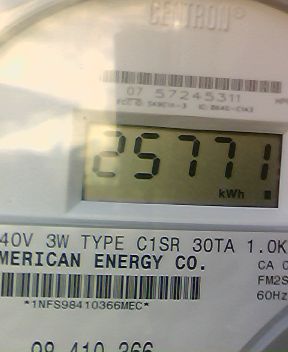 CENTRON®
07 57245311
25771
kWh
40V 3W TYPE C1SR 30TA 1.0K
MERICAN ENERGY CO.
CA 
FM2S
60Hz
*1NFS98410366MEC*
98 410 366